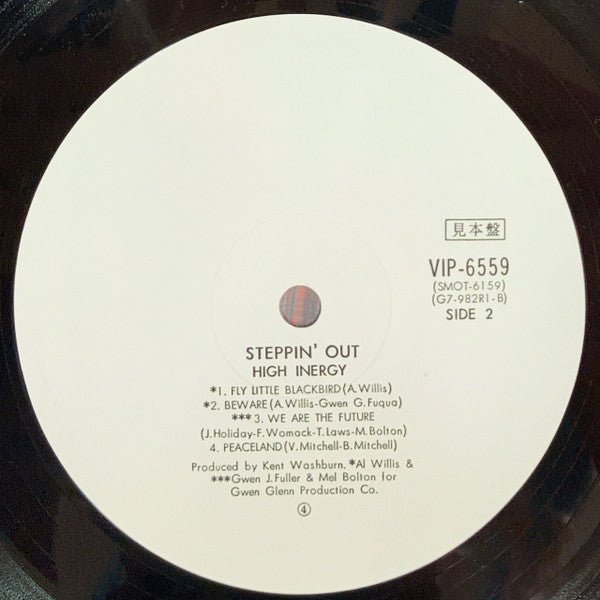 見本盤
VIP-6559
(SMOT-6159)
(G7-982R1-B)
SIDE 2
STEPPIN' OUT
HIGH INERGY
*1. FLY LITTLE BLACKBIRD(A. Willis)
*2. BEWARE(A. Willis-Gwen G. Fuqua)
***3. WE ARE THE FUTURE
(J. Holiday-F. Womack-T. Laws-M. Bolton)
4. PEACELAND(V. Mitchell-B. Mitchell)
Produced by Kent Washburn, *Al Willis &
***Gwen J. Fuller & Mel Bolton for
Gwen Glenn Production Co.
④